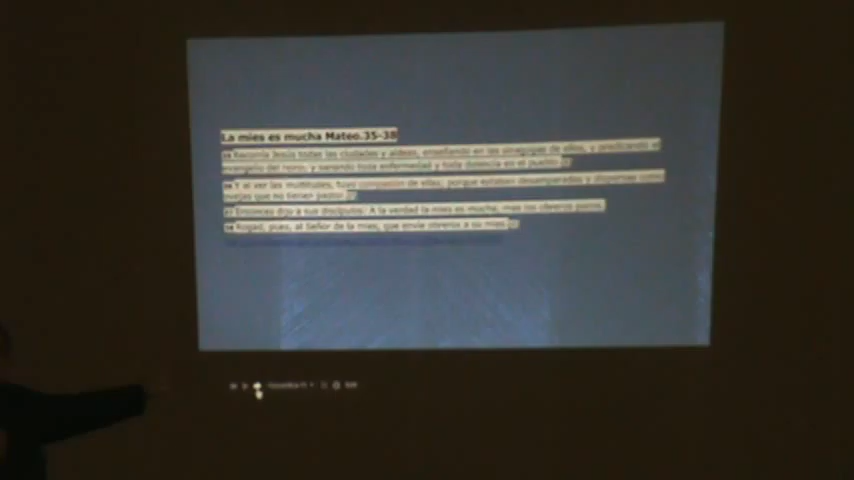 La mies es mucha Mateo.35-38
35 Recorría Jesús todas las ciudades y aldeas, enseñando en las sinagogas de ellos, y predicando el
evangelio del reino, y sanando toda enfermedad y toda dolencia en el pueblo.
36 Y al ver las multitudes, tuvo compasión de ellas; porque estaban desamparadas y dispersas como
ovejas que no tienen pastor.
37 Entonces dijo a sus discípulos: A la verdad la mies es mucha, mas los obreros pocos.
38 Rogad, pues, al Señor de la mies, que envíe obreros a su mies.